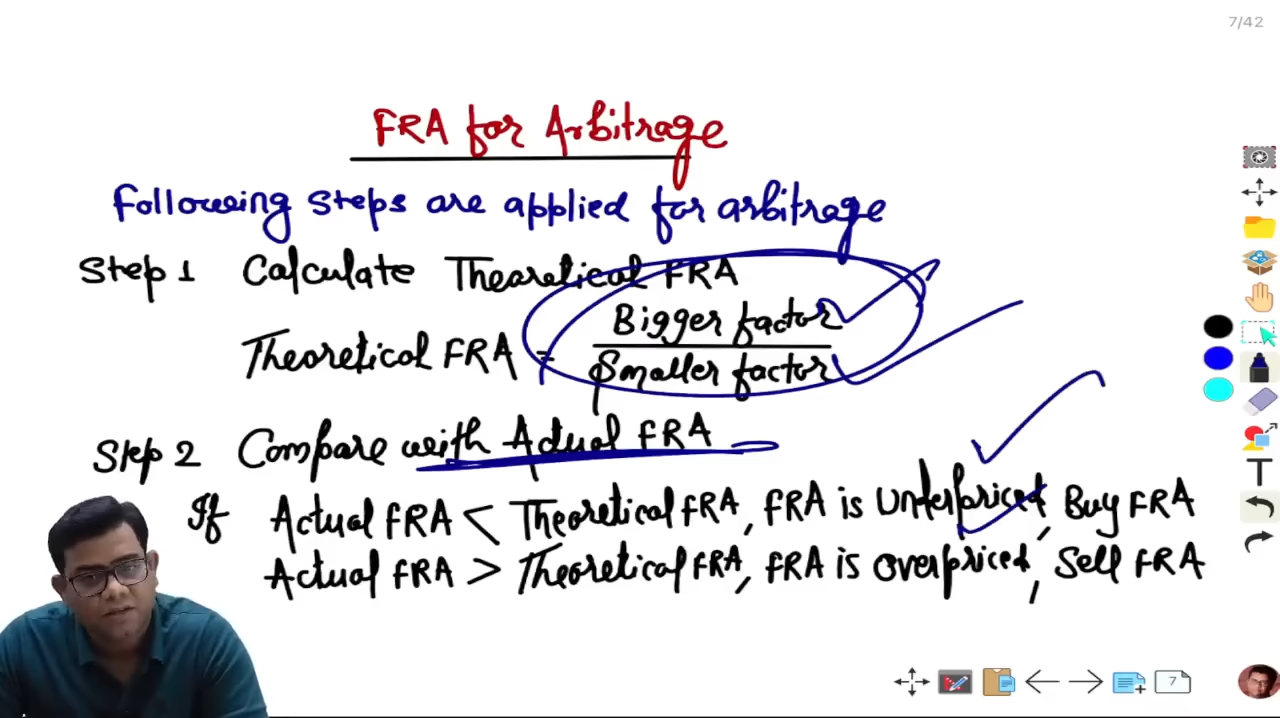 7/42
FRA for Arbitrage
Following steps are applied for arbitrage
Step 1 Calculate Theoretical FRA
Theoretical FRA = Bigger factor
Smaller factor
Step 2 Compare with Actual FRA
If Actual FRA < Theoretical FRA, FRA is Underpriced, Buy FRA
Actual FRA > Theoretical FRA, FRA is overpriced, Sell FRA
T
7